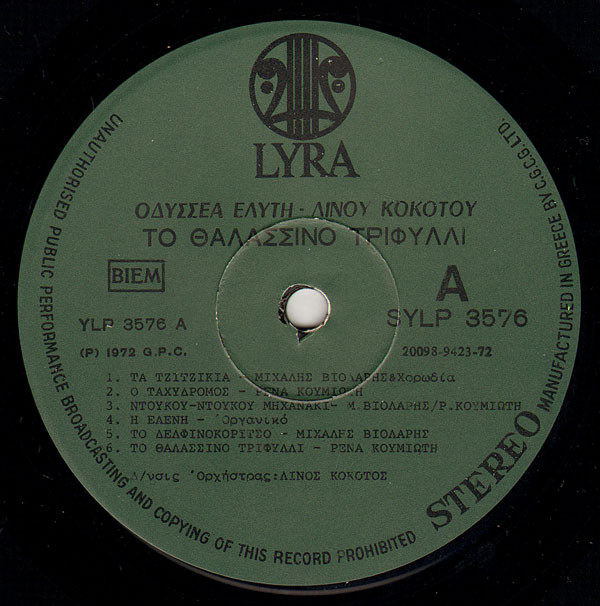 LYRA
ΟΔΥΣΣΕΑ ΕΛΥΤΗ - ΛΙΝΟΥ ΚΟΚΟΤΟΥ
ΤΟ ΘΑΛΑΣΣΙΝΟ ΤΡΙΦΥΛΛΙ
BIEM
A
YLP 3576 A
SYLP 3576
(P) 1972 G.P.C.
20098-9423-72
1. ΤΑ ΤΖΙΤΖΙΚΙΑ - ΜΙΧΑΛΗΣ ΒΙΟΛΑΡΗΣ&Χορωδία
2. Ο ΤΑΧΥΔΡΟΜΟΣ - ΡΕΝΑ ΚΟΥΜΙΩΤΗ
3. ΝΤΟΥΚΟΥ-ΝΤΟΥΚΟΥ ΜΗΧΑΝΑΚΙ- Μ.ΒΙΟΛΑΡΗΣ/Ρ.ΚΟΥΜΙΩΤΗ
4. Η ΕΛΕΝΗ - 'Οργανικό
5. ΤΟ ΔΕΛΦΙΝΟΚΟΡΙΤΣΟ - ΜΙΧΑΛΗΣ ΒΙΟΛΑΡΗΣ
6. ΤΟ ΘΑΛΑΣΣΙΝΟ ΤΡΙΦΥΛΛΙ - ΡΕΝΑ ΚΟΥΜΙΩΤΗ
Δ/νσις 'Ορχήστρας:ΛΙΝΟΣ ΚΟΚΟΤΟΣ
STEREO
MANUFACTURED IN GREECE BY C.G.C.G. LTD.
UNAUTHORISED PUBLIC PERFORMANCE BROADCASTING AND COPYING OF THIS RECORD PROHIBITED